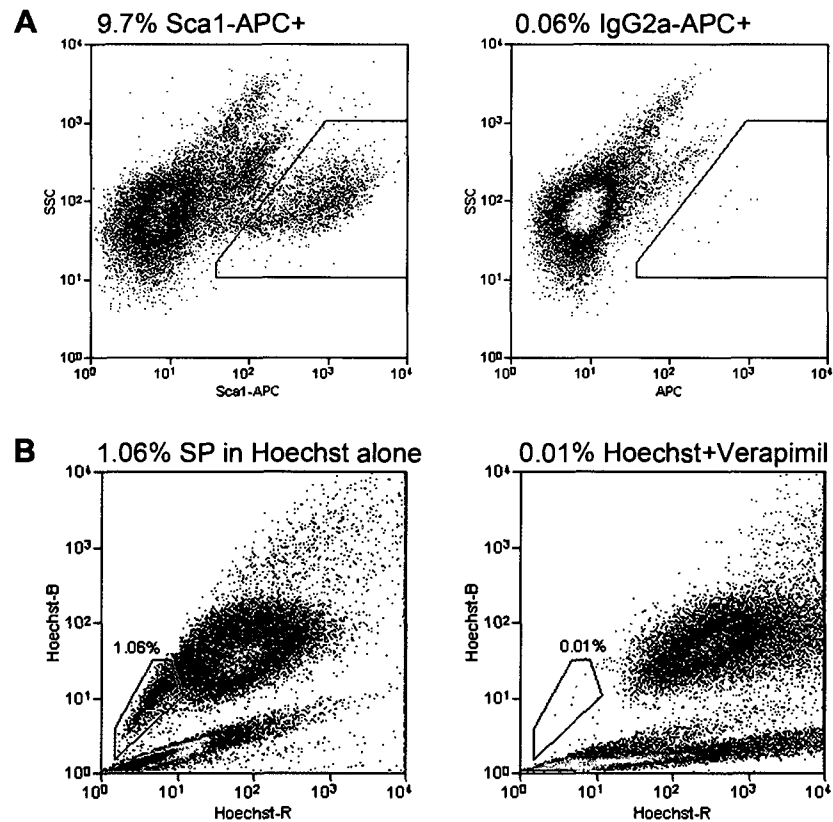 A
9.7% Sca1-APC+
0.06% IgG2a-APC+
10⁴
10³
10²
10¹
10⁰
SSC
10⁰ 10¹ 10² 10³ 10⁴
Sca1-APC
10⁴
10³
10²
10¹
10⁰
SSC
10⁰ 10¹ 10² 10³ 10⁴
APC
B
1.06% SP in Hoechst alone
0.01% Hoechst+Verapimil
10⁴
10³
10²
10¹
10⁰
Hoechst-B
1.06%
10⁰ 10¹ 10² 10³ 10⁴
Hoechst-R
10⁴
10³
10²
10¹
10⁰
Hoechst-B
0.01%
10⁰ 10¹ 10² 10³ 10⁴
Hoechst-R